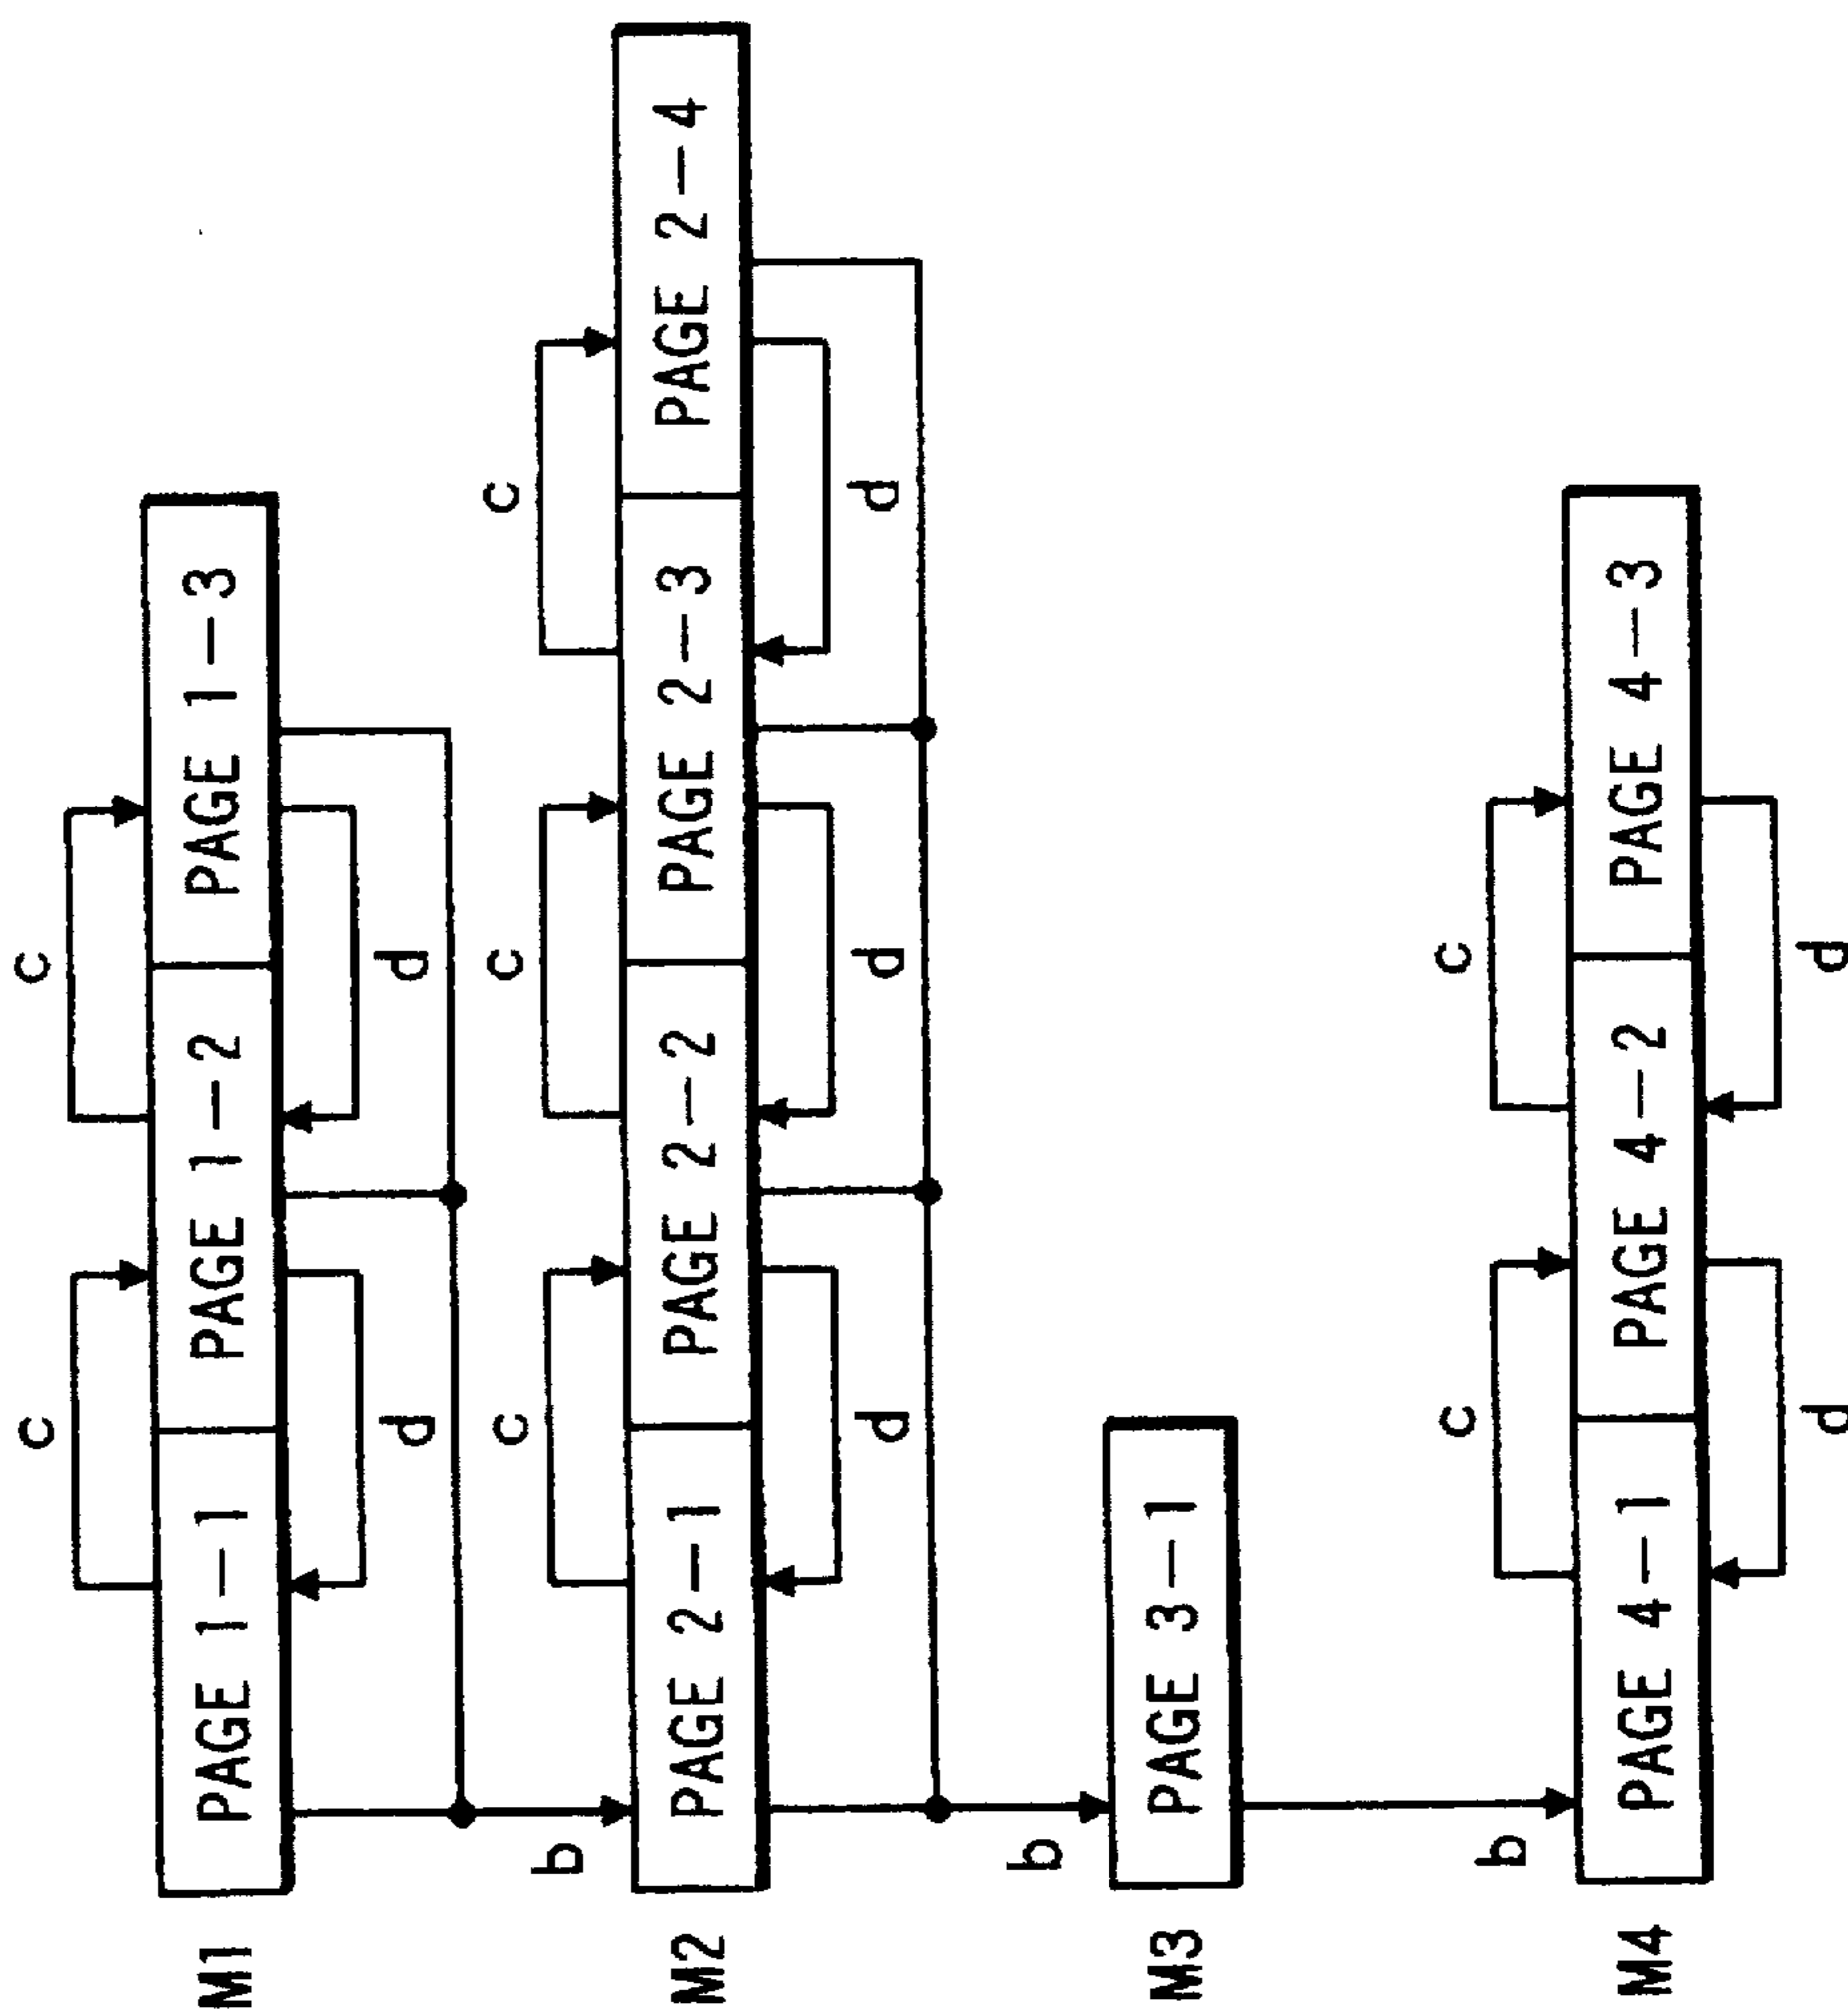 c c
M1 PAGE 1-1 PAGE 1-2 PAGE 1-3
d d
c c c
b
M2 PAGE 2-1 PAGE 2-2 PAGE 2-3 PAGE 2-4
d d d
b
M3 PAGE 3-1
c c
b
M4 PAGE 4-1 PAGE 4-2 PAGE 4-3
d d